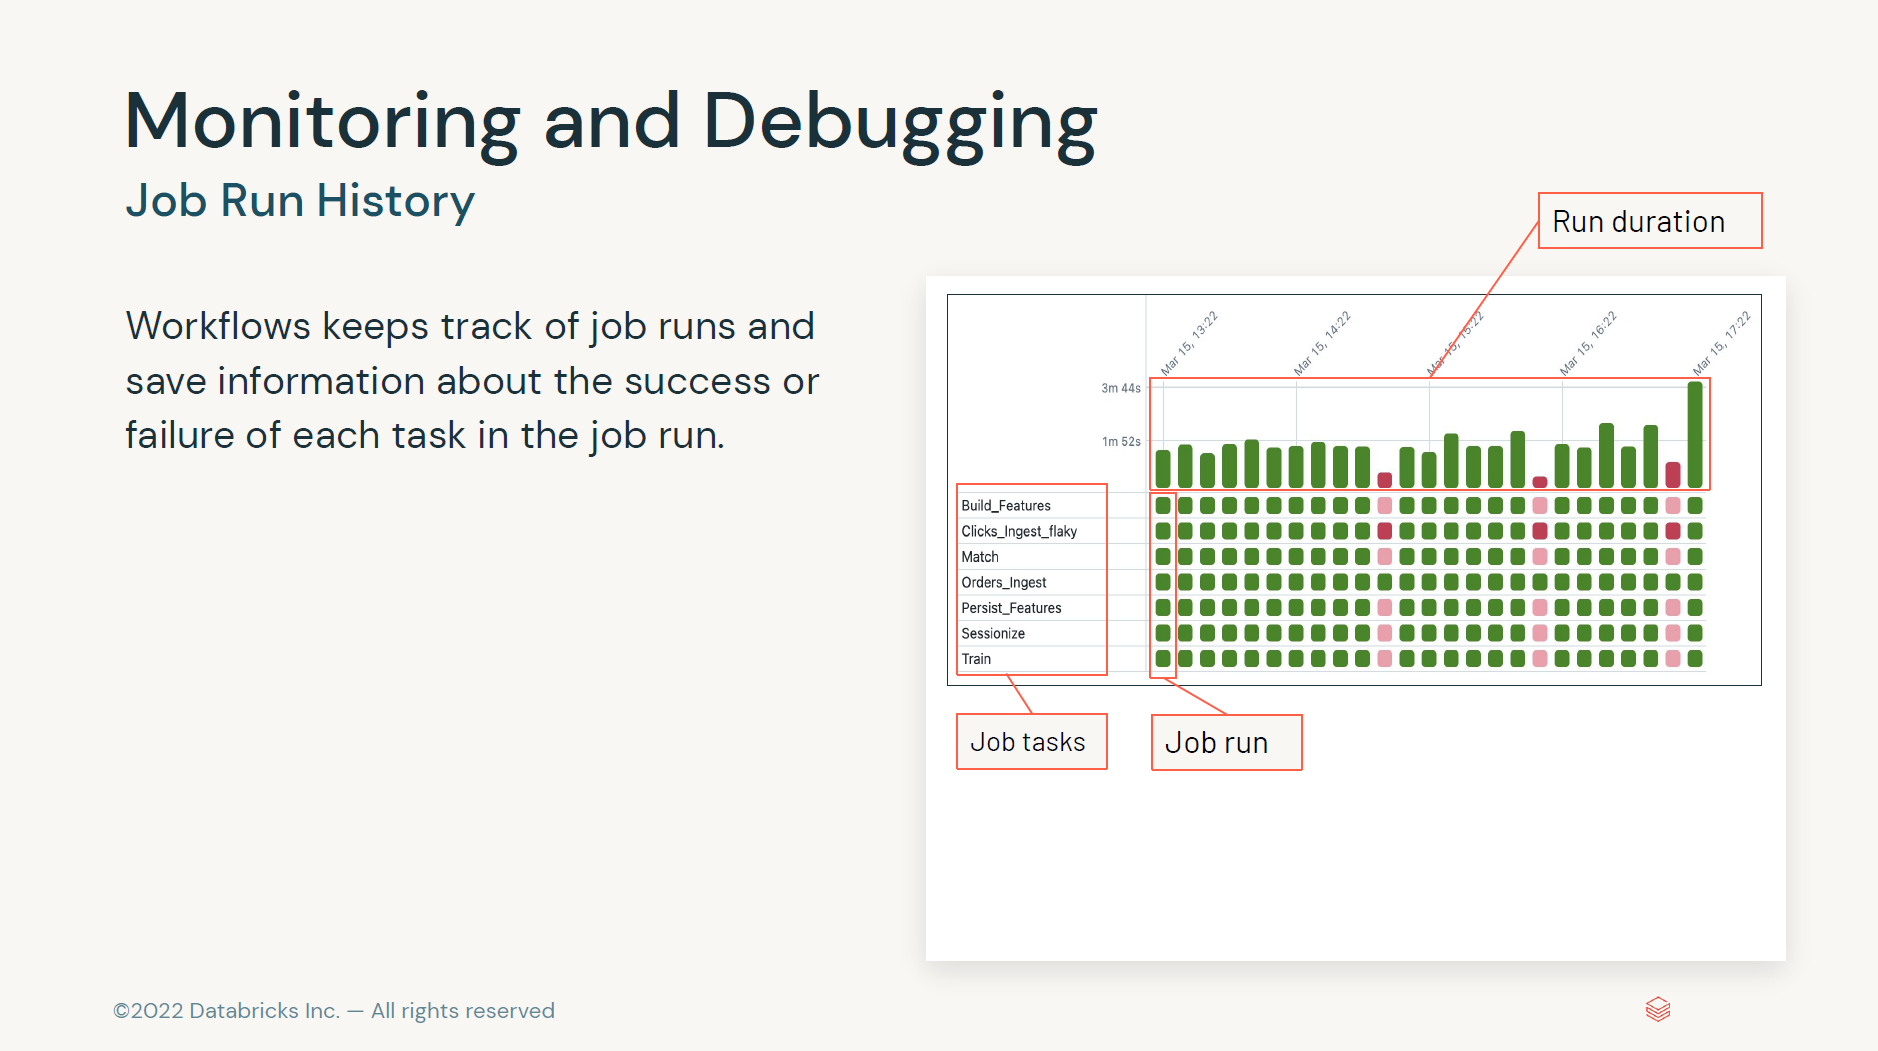 Monitoring and Debugging
Job Run History
Workflows keeps track of job runs and
save information about the success or
failure of each task in the job run.
Run duration
Mar 15, 13:22
Mar 15, 14:22
Mar 15, 15:22
Mar 15, 16:22
Mar 15, 17:22
3m 44s
1m 52s
Build_Features
Clicks_Ingest_flaky
Match
Orders_Ingest
Persist_Features
Sessionize
Train
Job tasks
Job run
©2022 Databricks Inc. — All rights reserved